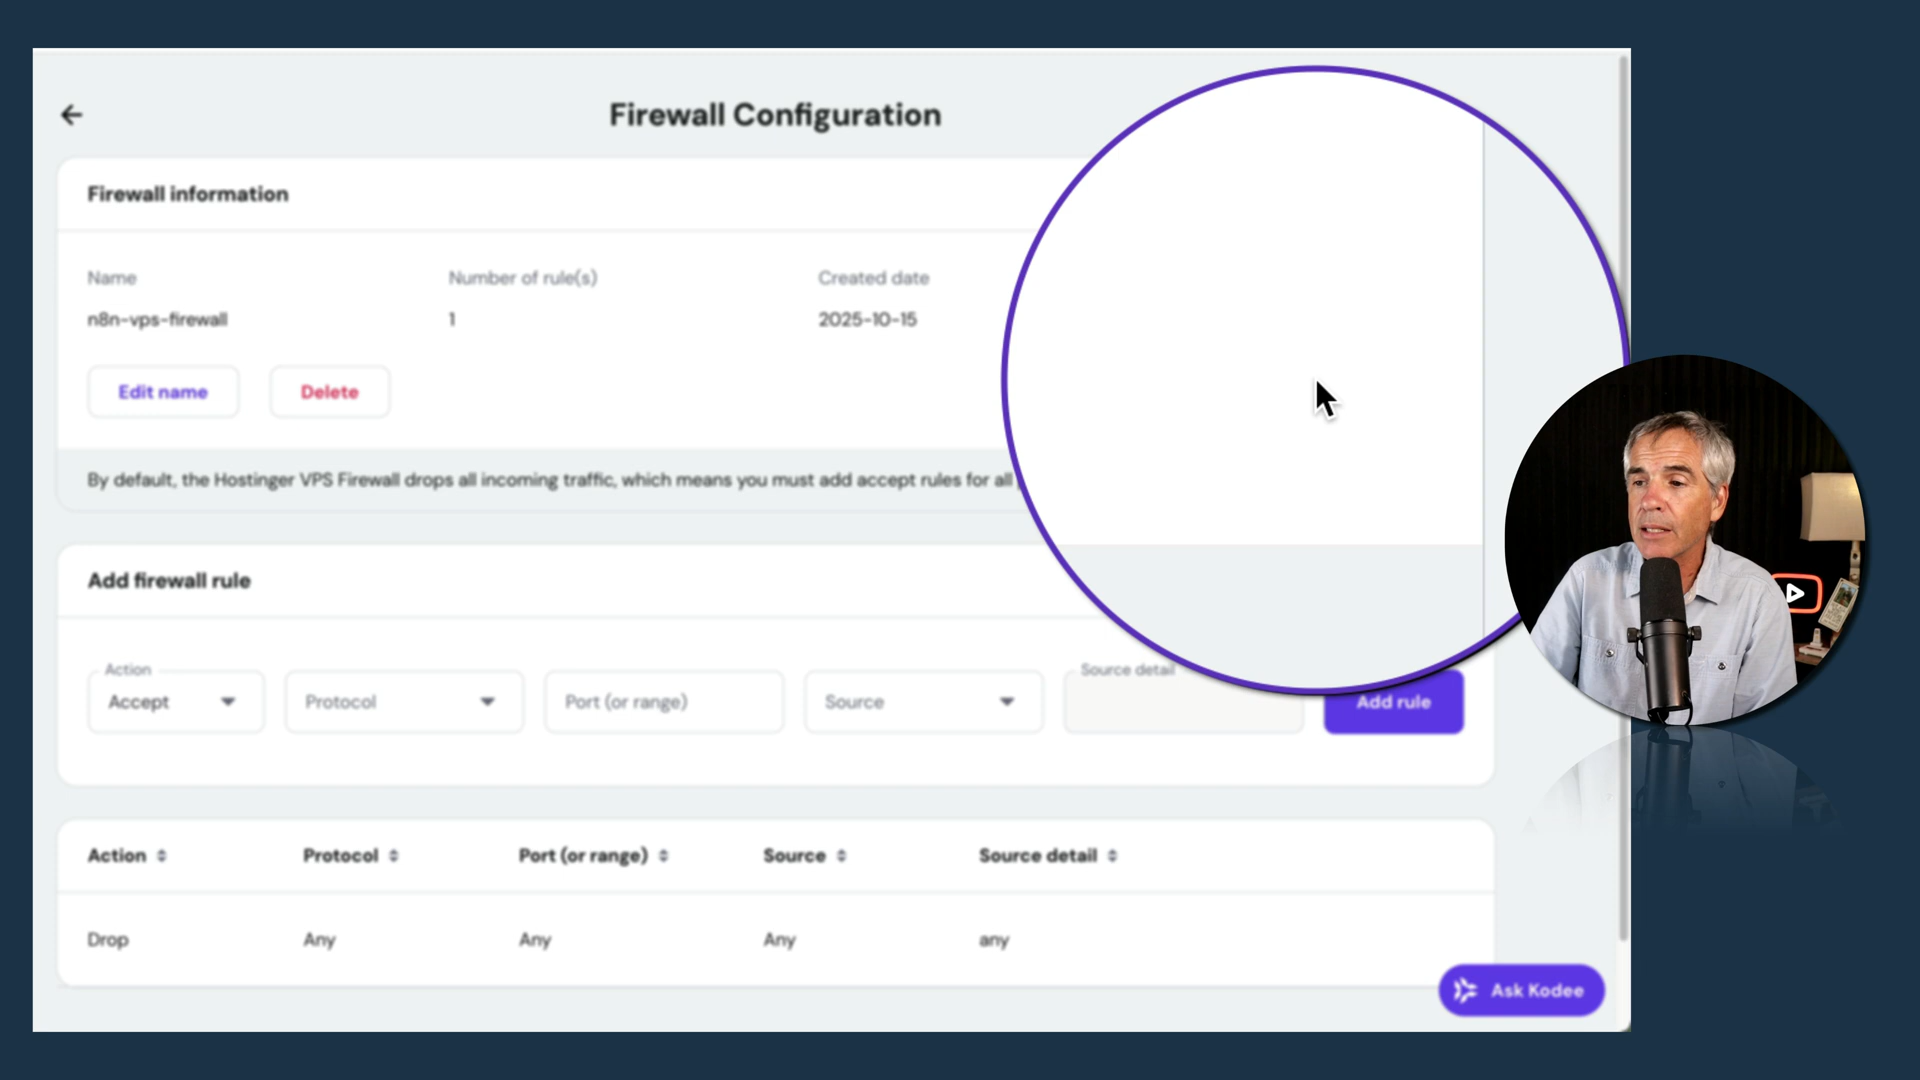 Firewall Configuration
Firewall information
Name
Number of rule(s)
Created date
n8n-vps-firewall
1
2025-10-15
Edit name
Delete
By default, the Hostinger VPS Firewall drops all incoming traffic, which means you must add accept rules for all
Add firewall rule
Action
Accept
Protocol
Port (or range)
Source
Source detail
Add rule
Action
Protocol
Port (or range)
Source
Source detail
Drop
Any
Any
Any
any
Ask Kodee